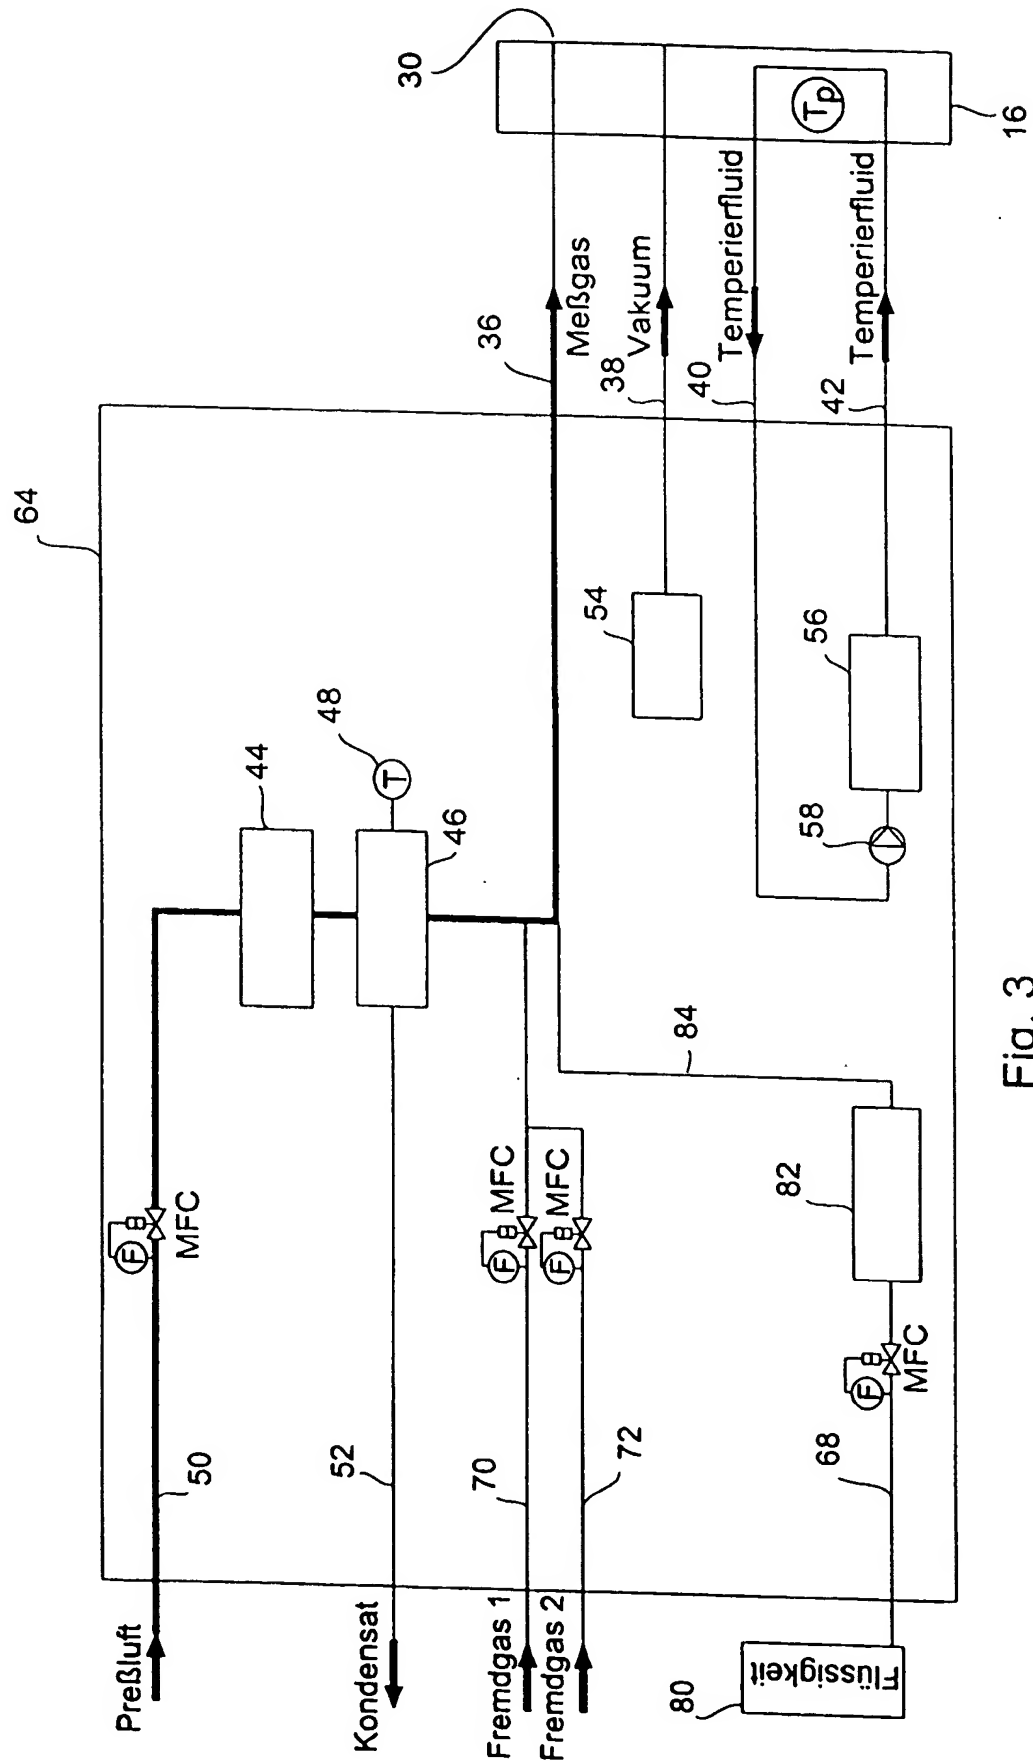 64
30
16
36
Meßgas
38
Vakuum
40
Temperierfluid
Tp
42
Temperierfluid
44
48
T
46
54
56
58
Preßluft
50
F
MFC
Kondensat
52
Fremdgas 1
70
F
MFC
Fremdgas 2
72
F
MFC
84
82
80
Flüssigkeit
68
F
MFC
Fig. 3